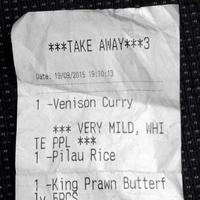 ***TAKE AWAY***3
Date: 19/09/2015 19:10:13
1 -Venison Curry
*** VERY MILD, WHI
TE PPL ***
1 -Pilau Rice
1 -King Prawn Butterf
ly 5PCS